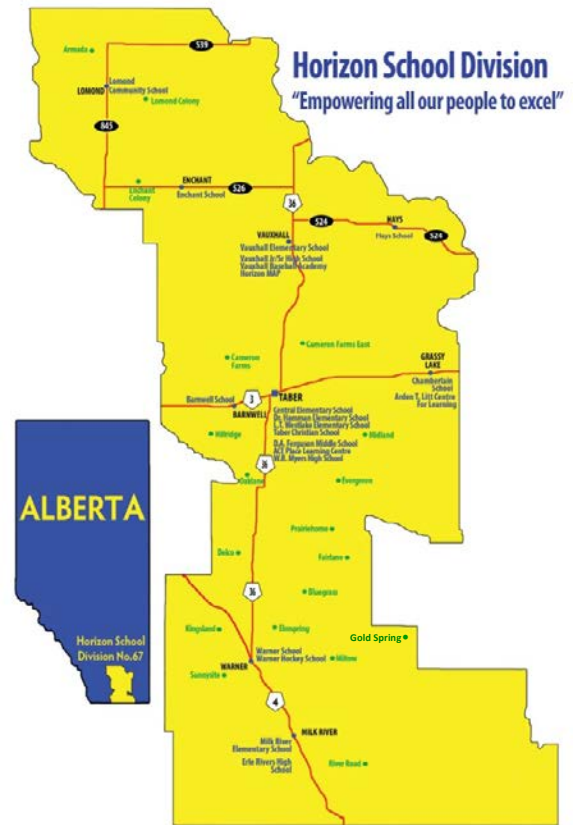 Horizon School Division
“Empowering all our people to excel”
Armada
539
LOMOND
Lomond
Community School
Lomond Colony
845
Enchant
Colony
ENCHANT
Enchant School
526
36
524
HAYS
Hays School
524
VAUXHALL
Vauxhall Elementary School
Vauxhall Jr/Sr High School
Vauxhall Baseball Academy
Horizon MAP
Cameron Farms East
Cameron
Farms
GRASSY
LAKE
Chamberlain
School
Arden T. Litt Centre
For Learning
Barnwell School
3
BARNWELL
TABER
Central Elementary School
Dr. Hamman Elementary School
L.T. Westlake Elementary School
Taber Christian School
D.A. Ferguson Middle School
ACE Place Learning Centre
W.R. Myers High School
Hillridge
Midland
36
Oaklane
Evergreen
Prairiehome
Delco
Fairlane
36
Bluegrass
Kingsland
Elmspring
Gold Spring
Warner School
Warner Hockey School
WARNER
Miltow
Sunnysite
4
MILK RIVER
Milk River
Elementary School
Erle Rivers High
School
River Road
ALBERTA
Horizon School
Division No.67